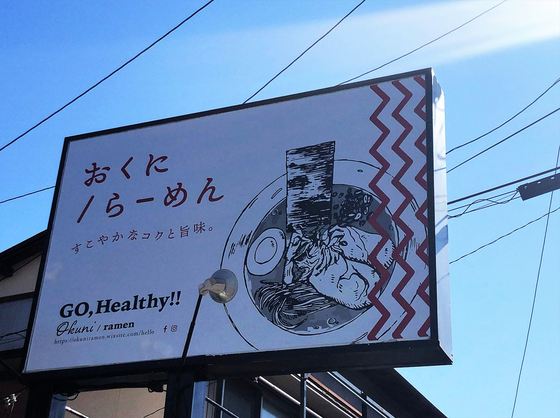 おくに
/らーめん
すこやかなコクと旨味。
GO,Healthy!!
Okuni / ramen
https://okuniramen.wixsite.com/hello